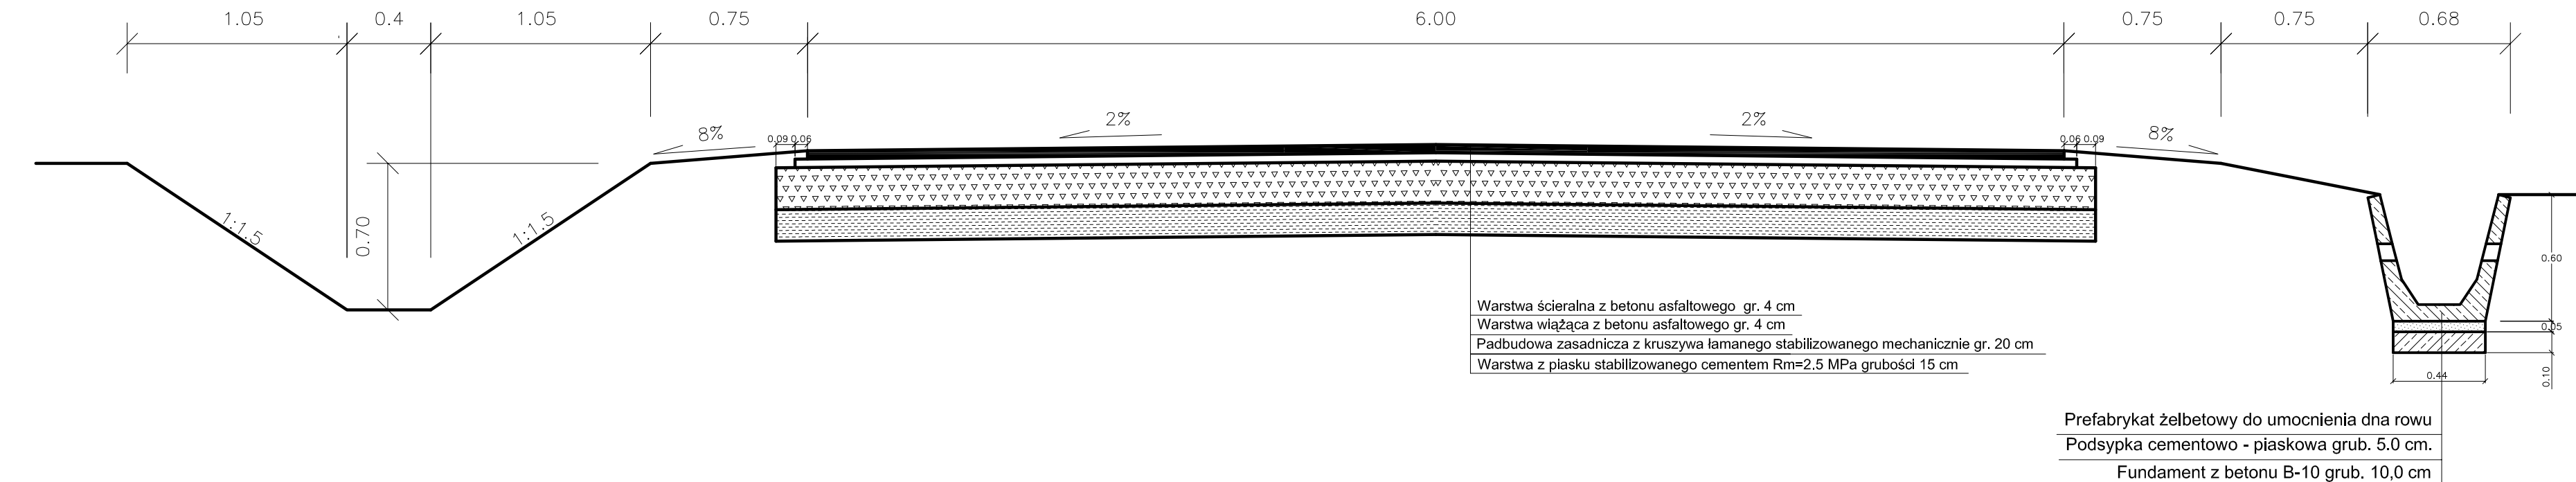 1.05 0.4 1.05 0.75 6.00 0.75 0.75 0.68
2% 2%
8% 8%
0.09 0.06 0.06 0.09
1:1.5 0.70 1:1.5
0.60
Warstwa ścieralna z betonu asfaltowego gr. 4 cm
Warstwa wiążąca z betonu asfaltowego gr. 4 cm
Padbudowa zasadnicza z kruszywa łamanego stabilizowanego mechanicznie gr. 20 cm
Warstwa z piasku stabilizowanego cementem Rm=2.5 MPa grubości 15 cm
0.05
0.44 0.10
Prefabrykat żelbetowy do umocnienia dna rowu
Podsypka cementowo - piaskowa grub. 5.0 cm.
Fundament z betonu B-10 grub. 10,0 cm